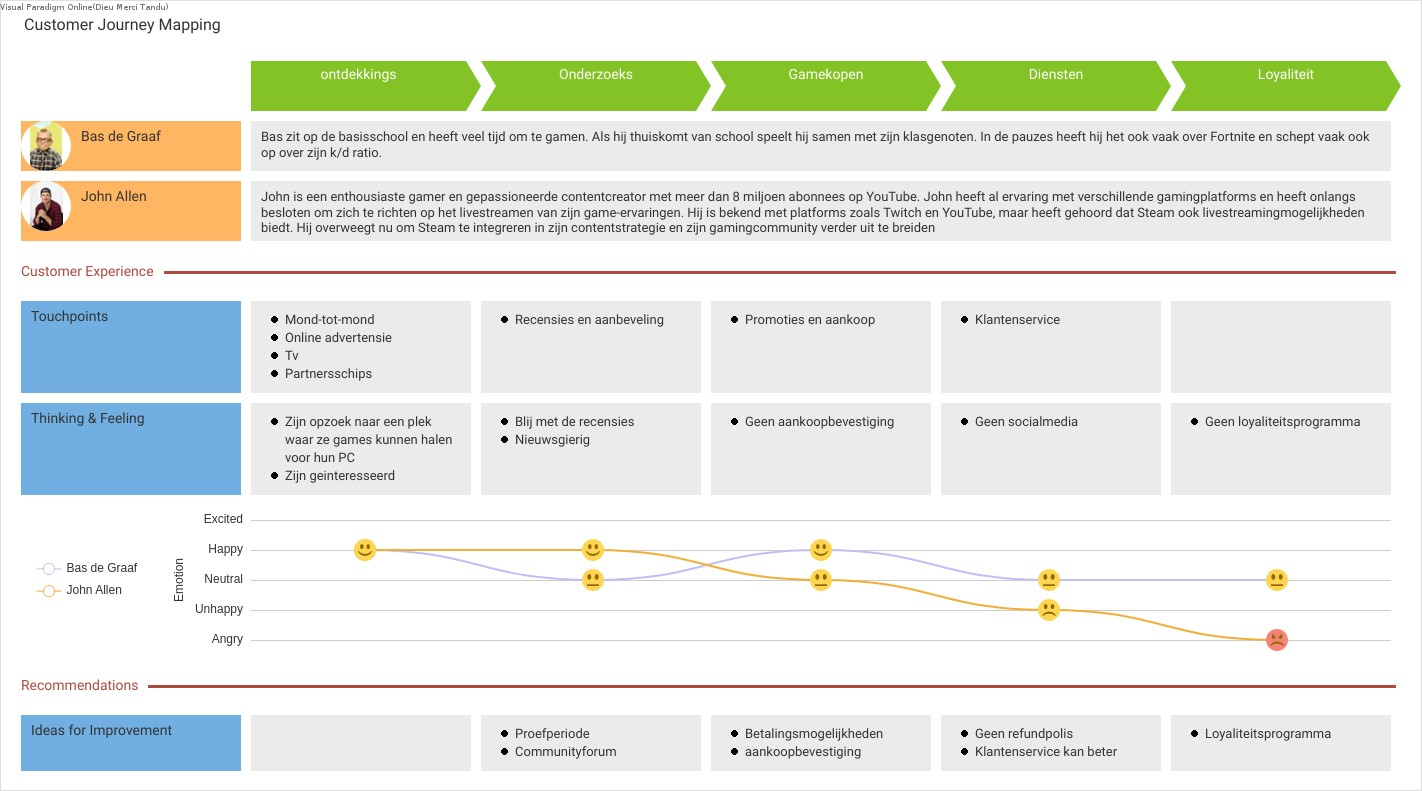 Visual Paradigm Online(Dieu Merci Tandu)
Customer Journey Mapping
ontdekkings
Onderzoeks
Gamekopen
Diensten
Loyaliteit
Bas de Graaf
Bas zit op de basisschool en heeft veel tijd om te gamen. Als hij thuiskomt van school speelt hij samen met zijn klasgenoten. In de pauzes heeft hij het ook vaak over Fortnite en schept vaak ook
op over zijn k/d ratio.
John Allen
John is een enthousiaste gamer en gepassioneerde contentcreator met meer dan 8 miljoen abonnees op YouTube. John heeft al ervaring met verschillende gamingplatforms en heeft onlangs
besloten om zich te richten op het livestreamen van zijn game-ervaringen. Hij is bekend met platforms zoals Twitch en YouTube, maar heeft gehoord dat Steam ook livestreamingmogelijkheden
biedt. Hij overweegt nu om Steam te integreren in zijn contentstrategie en zijn gamingcommunity verder uit te breiden
Customer Experience
Touchpoints
Mond-tot-mond
Online advertensie
Tv
Partnersschips
Recensies en aanbeveling
Promoties en aankoop
Klantenservice
Thinking & Feeling
Zijn opzoek naar een plek
waar ze games kunnen halen
voor hun PC
Zijn geinteresseerd
Blij met de recensies
Nieuwsgierig
Geen aankoopbevestiging
Geen socialmedia
Geen loyaliteitsprogramma
Bas de Graaf
John Allen
Emotion
Excited
Happy
Neutral
Unhappy
Angry
Recommendations
Ideas for Improvement
Proefperiode
Communityforum
Betalingsmogelijkheden
aankoopbevestiging
Geen refundpolis
Klantenservice kan beter
Loyaliteitsprogramma